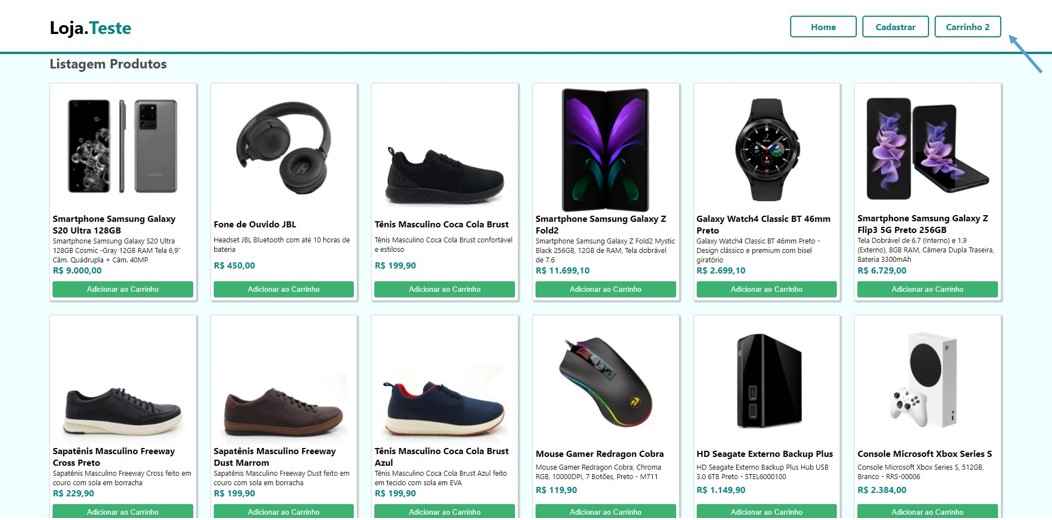 Loja.Teste
Home
Cadastrar
Carrinho 2
Listagem Produtos
Smartphone Samsung Galaxy
S20 Ultra 128GB
Smartphone Samsung Galaxy S20 Ultra
128GB Cosmic -Gray 12GB RAM Tela 6,9"
Câm. Quádrupla + Câm. 40MP
R$ 9.000,00
Adicionar ao Carrinho
Fone de Ouvido JBL
Headset JBL Bluetooth com até 10 horas de
bateria
R$ 450,00
Adicionar ao Carrinho
Tênis Masculino Coca Cola Brust
Tênis Masculino Coca Cola Brust confortável
e estiloso
R$ 199,90
Adicionar ao Carrinho
Smartphone Samsung Galaxy Z
Fold2
Smartphone Samsung Galaxy Z Fold2 Mystic
Black 256GB, 12GB de RAM, Tela dobrável
de 7.6
R$ 11.699,10
Adicionar ao Carrinho
Galaxy Watch4 Classic BT 46mm
Preto
Galaxy Watch4 Classic BT 46mm Preto -
Design clássico e premium com bisel
giratório
R$ 2.699,10
Adicionar ao Carrinho
Smartphone Samsung Galaxy Z
Flip3 5G Preto 256GB
Tela Dobrável de 6.7 (Interno) e 1.9
(Externo), 8GB RAM, Câmera Dupla Traseira,
Bateria 3300mAh
R$ 6.729,00
Adicionar ao Carrinho
Sapatênis Masculino Freeway
Cross Preto
Sapatênis Masculino Freeway Cross feito em
couro com sola em borracha
R$ 229,90
Adicionar ao Carrinho
Sapatênis Masculino Freeway
Dust Marrom
Sapatênis Masculino Freeway Dust feito em
couro com sola em borracha
R$ 199,90
Adicionar ao Carrinho
Tênis Masculino Coca Cola Brust
Azul
Tênis Masculino Coca Cola Brust Azul feito
em tecido com sola em EVA
R$ 199,90
Adicionar ao Carrinho
Mouse Gamer Redragon Cobra
Mouse Gamer Redragon Cobra, Chroma
RGB, 10000DPI, 7 Botões, Preto - M711
R$ 119,90
Adicionar ao Carrinho
HD Seagate Externo Backup Plus
HD Seagate Externo Backup Plus Hub USB
3.0 6TB Preto - STEL6000100
R$ 1.149,90
Adicionar ao Carrinho
Console Microsoft Xbox Series S
Console Microsoft Xbox Series S, 512GB,
Branco - RRS-00006
R$ 2.384,00
Adicionar ao Carrinho